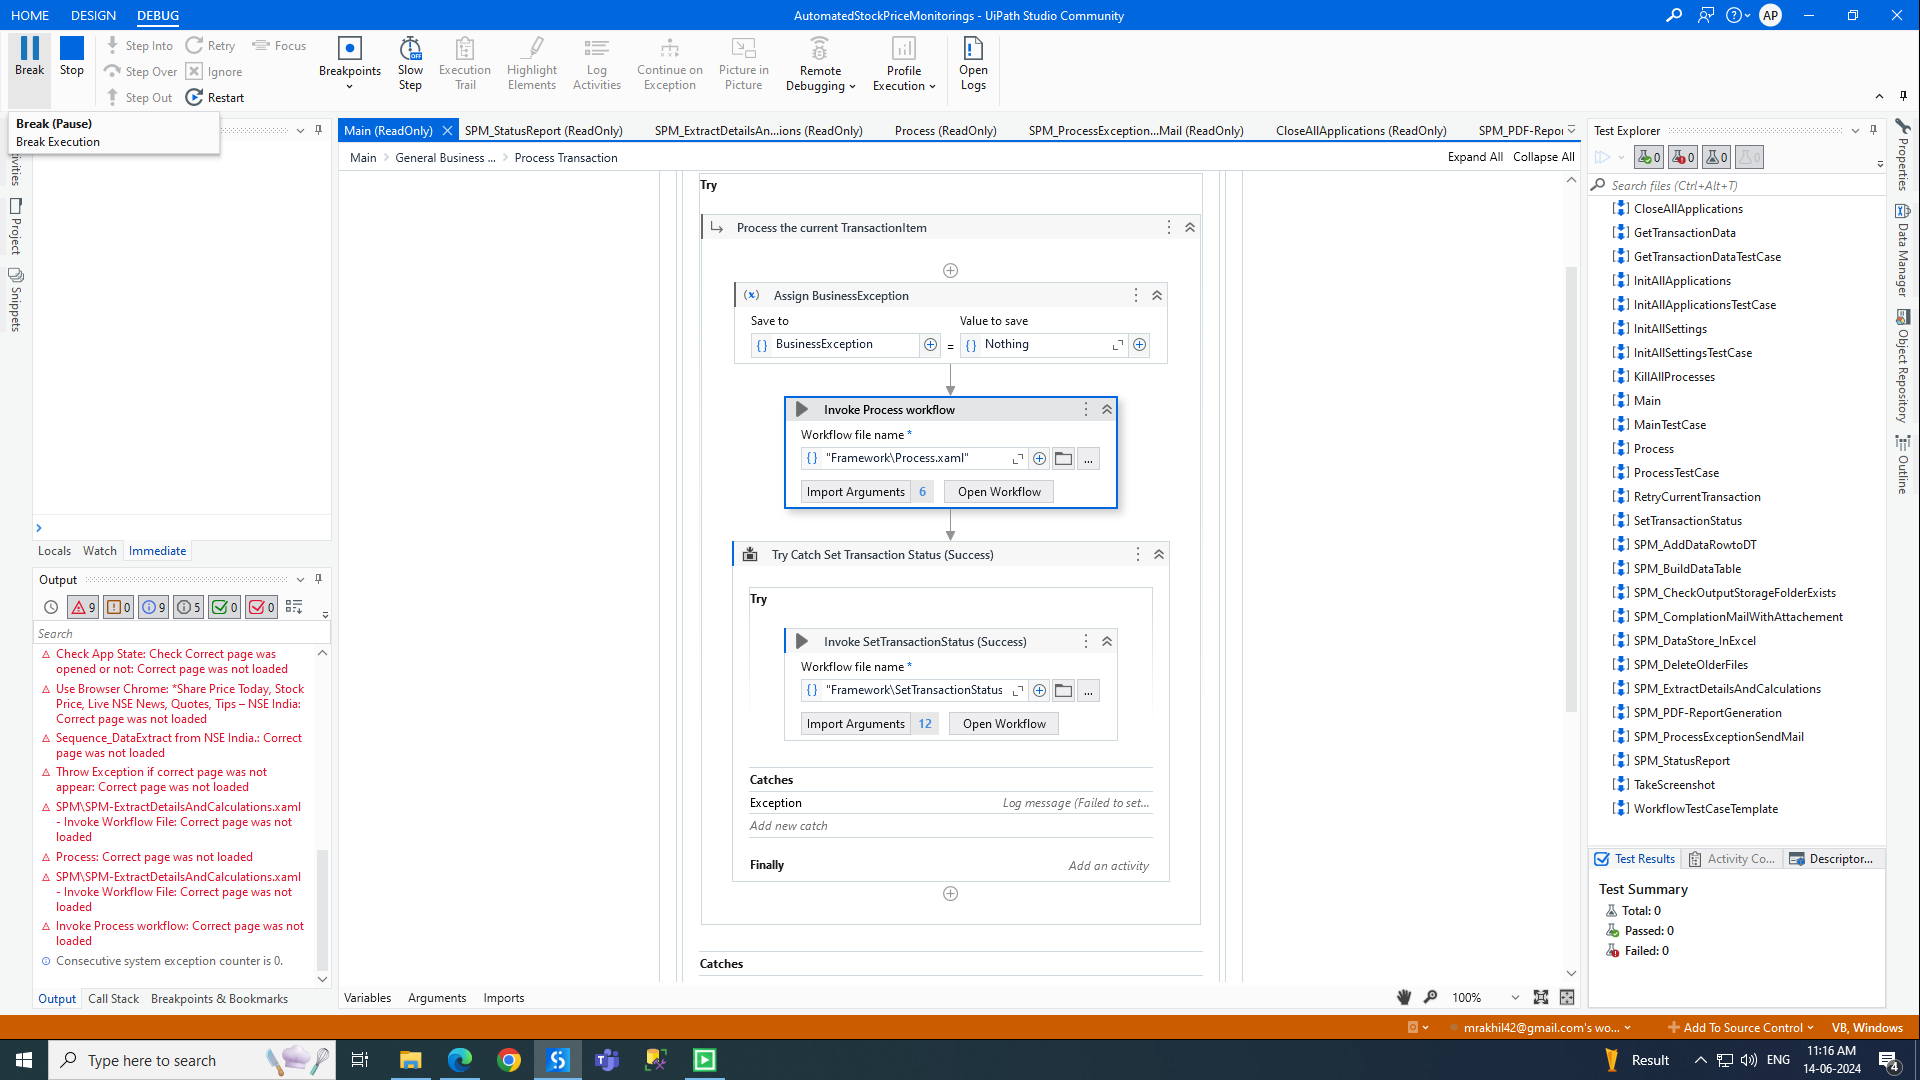 HOME DESIGN DEBUG
AutomatedStockPriceMonitorings - UiPath Studio Community
AP
Break
Stop
Step Into
Step Over
Step Out
Retry
Ignore
Restart
Focus
Breakpoints
Slow
Step
Execution
Trail
Highlight
Elements
Log
Activities
Continue on
Exception
Picture in
Picture
Remote
Debugging
Profile
Execution
Open
Logs
Break (Pause)
Break Execution
Project
Snippets
Locals Watch Immediate
Output
9 0 9 5 0 0
Search
Check App State: Check Correct page was
opened or not: Correct page was not loaded
Use Browser Chrome: *Share Price Today, Stock
Price, Live NSE News, Quotes, Tips – NSE India:
Correct page was not loaded
Sequence_DataExtract from NSE India.: Correct
page was not loaded
Throw Exception if correct page was not
appear: Correct page was not loaded
SPM\SPM-ExtractDetailsAndCalculations.xaml
- Invoke Workflow File: Correct page was not
loaded
Process: Correct page was not loaded
SPM\SPM-ExtractDetailsAndCalculations.xaml
- Invoke Workflow File: Correct page was not
loaded
Invoke Process workflow: Correct page was not
loaded
Consecutive system exception counter is 0.
Output Call Stack Breakpoints & Bookmarks
Main (ReadOnly) SPM_StatusReport (ReadOnly) SPM_ExtractDetailsAn...ions (ReadOnly) Process (ReadOnly) SPM_ProcessException...Mail (ReadOnly) CloseAllApplications (ReadOnly) SPM_PDF-Repor
Main General Business ... Process Transaction
Expand All Collapse All
Try
Process the current TransactionItem
Assign BusinessException
Save to Value to save
BusinessException = Nothing
Invoke Process workflow
Workflow file name *
"Framework\Process.xaml"
...
Import Arguments 6 Open Workflow
Try Catch Set Transaction Status (Success)
Try
Invoke SetTransactionStatus (Success)
Workflow file name *
"Framework\SetTransactionStatus
...
Import Arguments 12 Open Workflow
Catches
Exception Log message (Failed to set...
Add new catch
Finally Add an activity
Catches
Variables Arguments Imports
100%
Test Explorer
0 0 0 0
Search files (Ctrl+Alt+T)
CloseAllApplications
GetTransactionData
GetTransactionDataTestCase
InitAllApplications
InitAllApplicationsTestCase
InitAllSettings
InitAllSettingsTestCase
KillAllProcesses
Main
MainTestCase
Process
ProcessTestCase
RetryCurrentTransaction
SetTransactionStatus
SPM_AddDataRowtoDT
SPM_BuildDataTable
SPM_CheckOutputStorageFolderExists
SPM_ComplationMailWithAttachement
SPM_DataStore_InExcel
SPM_DeleteOlderFiles
SPM_ExtractDetailsAndCalculations
SPM_PDF-ReportGeneration
SPM_ProcessExceptionSendMail
SPM_StatusReport
TakeScreenshot
WorkflowTestCaseTemplate
Test Results Activity Co... Descriptor...
Test Summary
Total: 0
Passed: 0
Failed: 0
Properties
Data Manager
Object Repository
Outline
mrakhil42@gmail.com's wo...
Add To Source Control
VB, Windows
Type here to search
Result
ENG
11:16 AM
14-06-2024
4